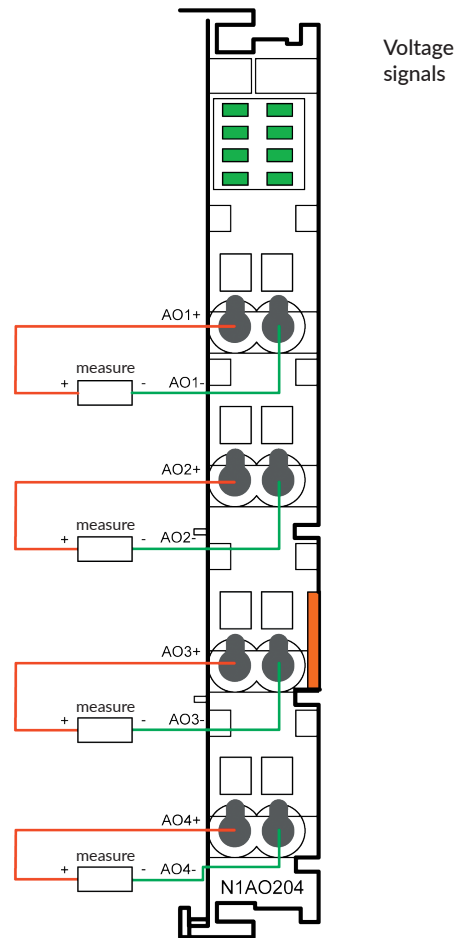 Voltage
signals
AO1+
measure
+
-
AO1-
AO2+
measure
+
-
AO2-
AO3+
measure
+
-
AO3-
AO4+
measure
+
-
AO4-
N1AO204